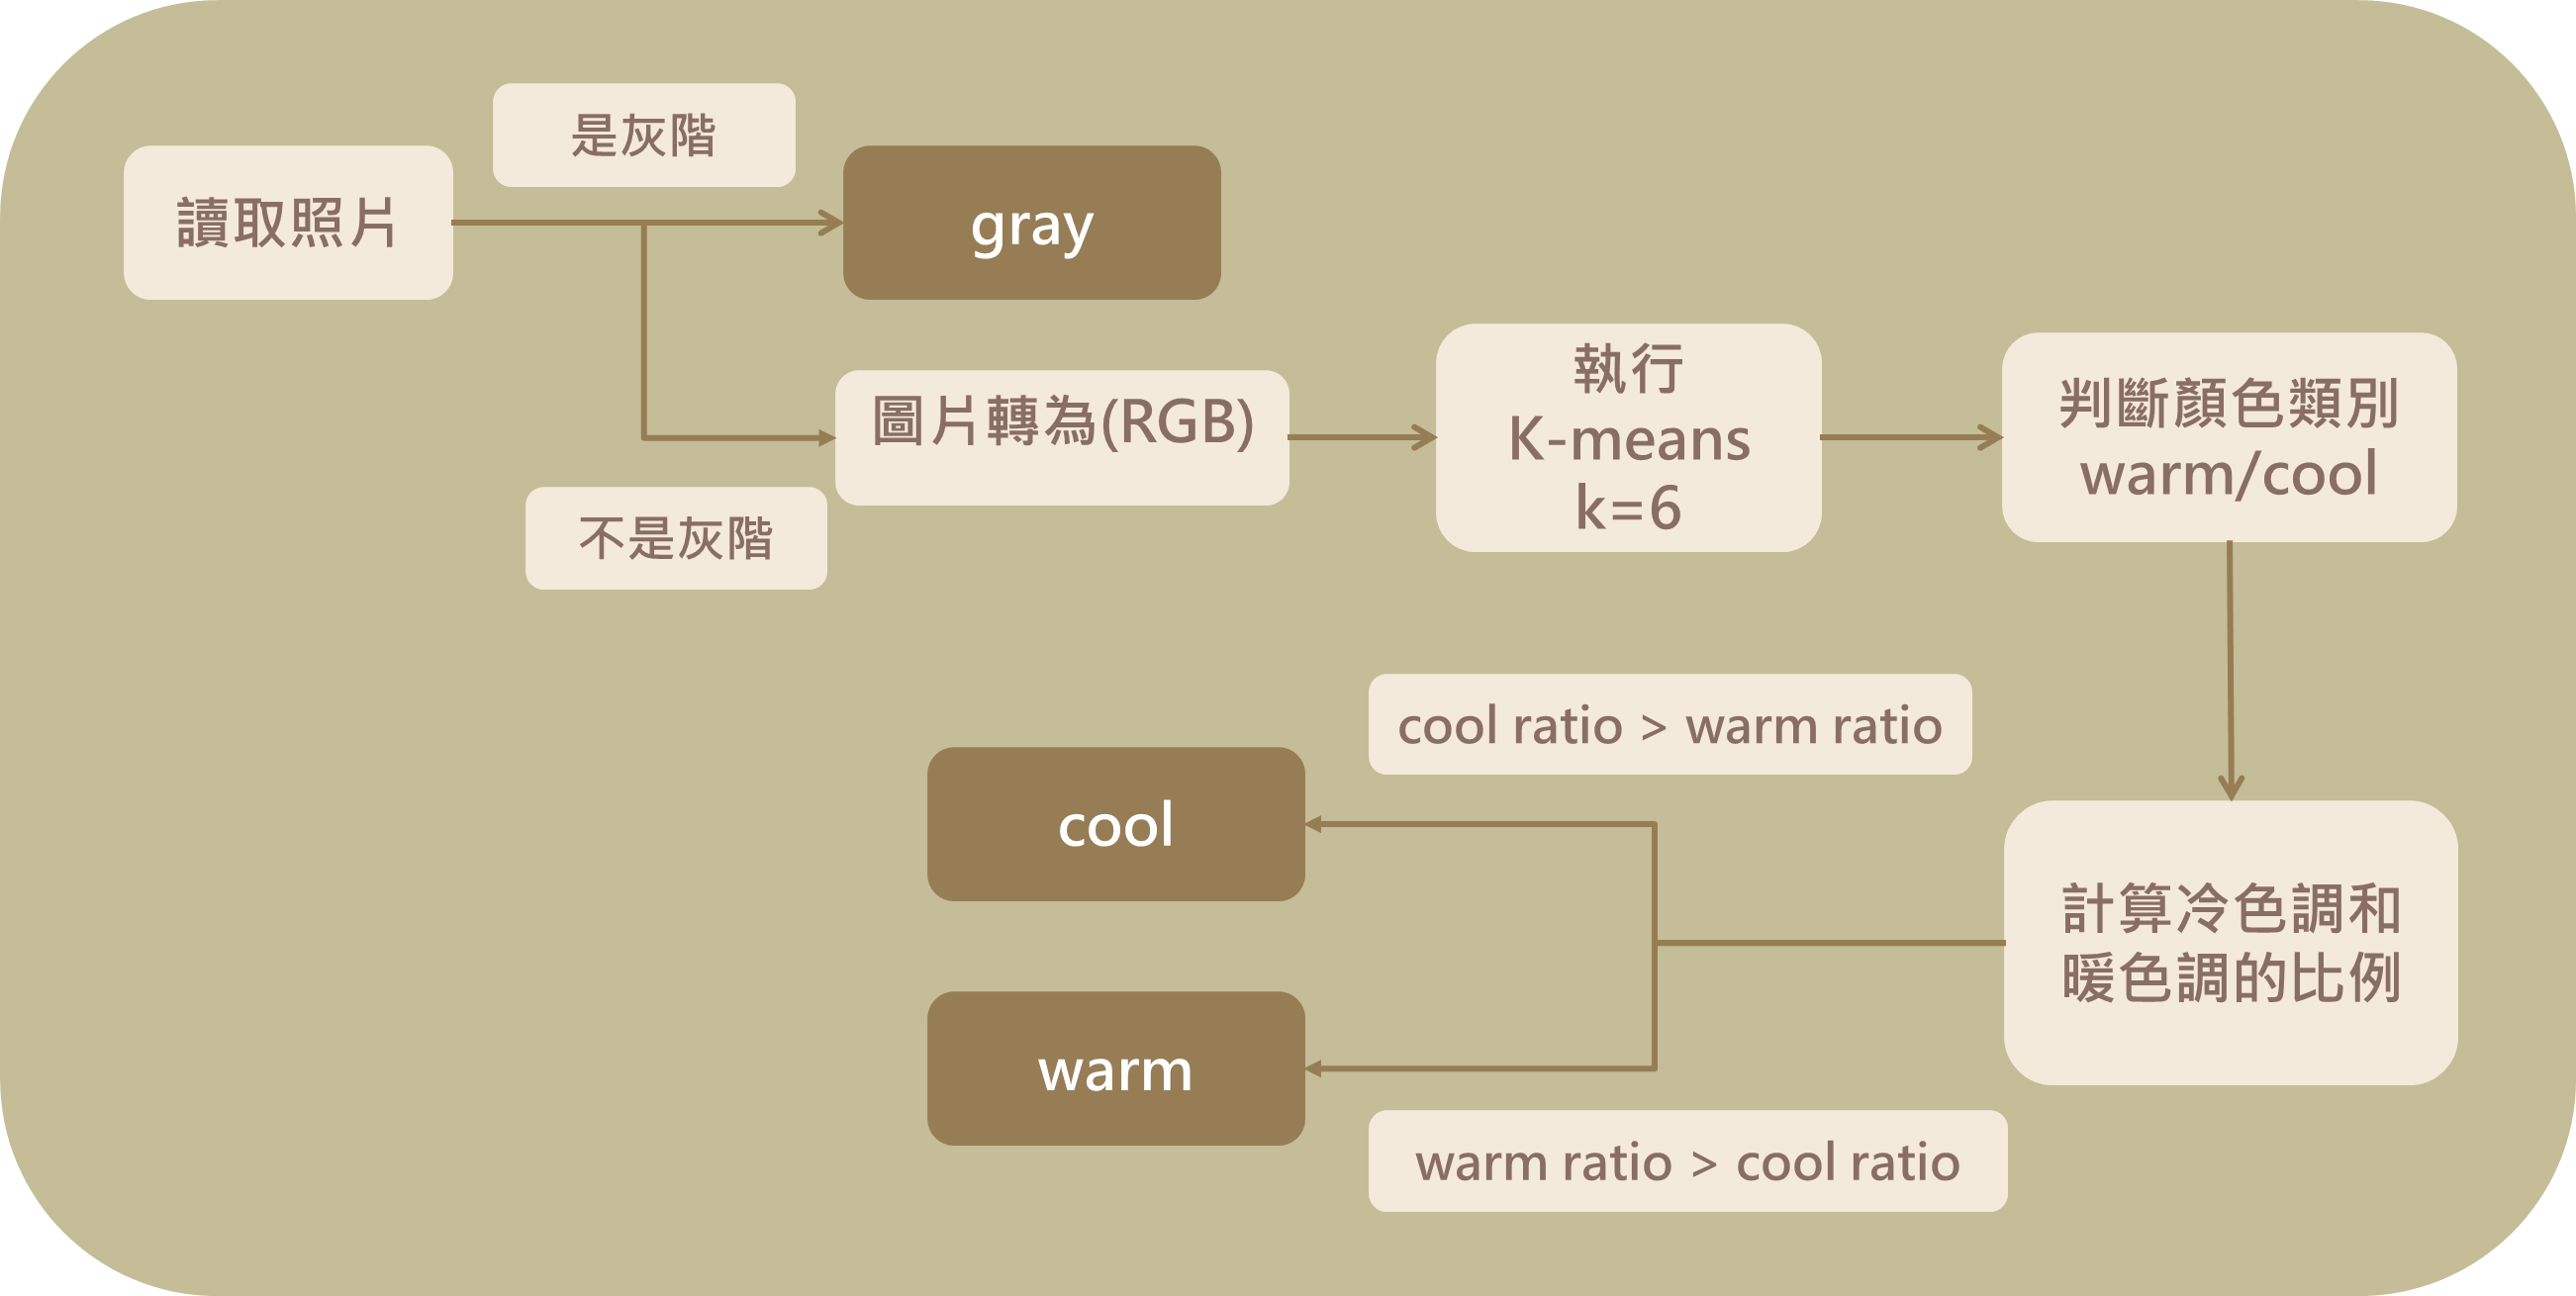 是灰階
讀取照片
gray
圖片轉為(RGB)
不是灰階
執行
K-means
k=6
判斷顏色類別
warm/cool
cool ratio > warm ratio
cool
計算冷色調和
暖色調的比例
warm
warm ratio > cool ratio